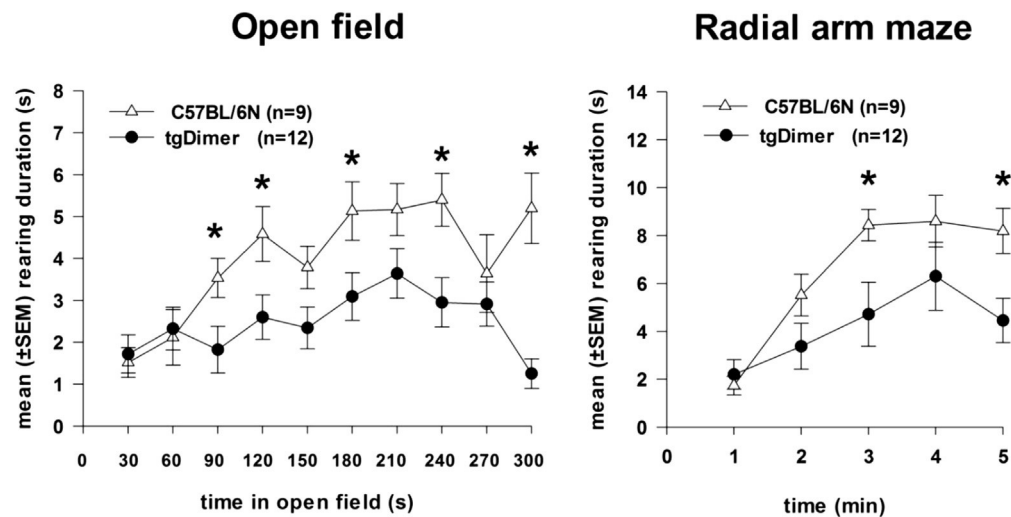 Open field
mean (±SEM) rearing duration (s)
8
7
6
5
4
3
2
1
0
C57BL/6N (n=9)
tgDimer (n=12)
* * * * *
0 30 60 90 120 150 180 210 240 270 300
time in open field (s)
Radial arm maze
mean (±SEM) rearing duration (s)
14
12
10
8
6
4
2
0
C57BL/6N (n=9)
tgDimer (n=12)
* *
0 1 2 3 4 5
time (min)